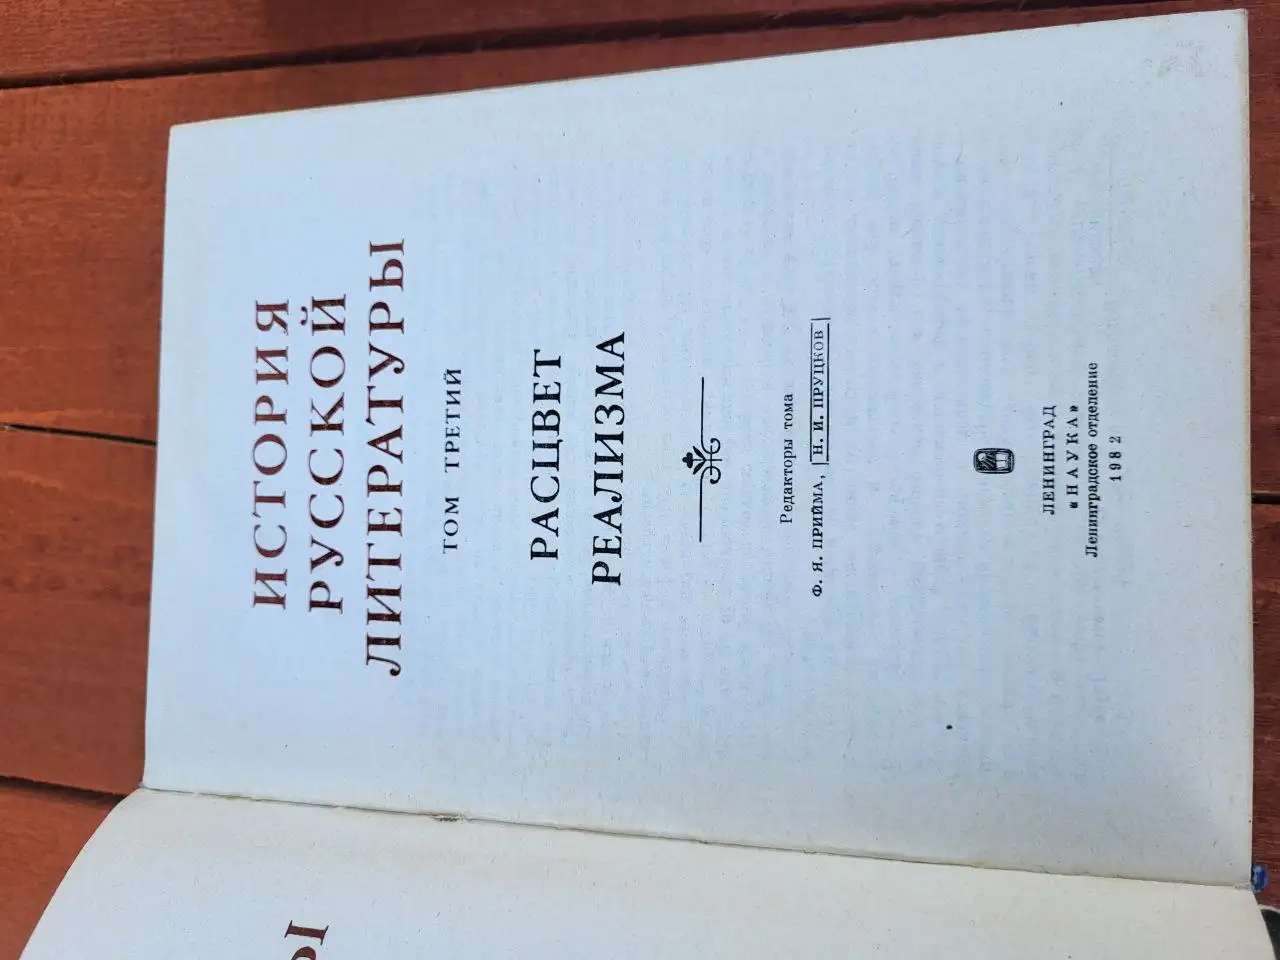 ИСТОРИЯ
РУССКОЙ
ЛИТЕРАТУРЫ
ТОМ ТРЕТИЙ
РАСЦВЕТ
РЕАЛИЗМА
Редакторы тома
Ф. Я. ПРИЙМА, Н. И. ПРУЦКОВ
ЛЕНИНГРАД
«НАУКА»
Ленинградское отделение
1982